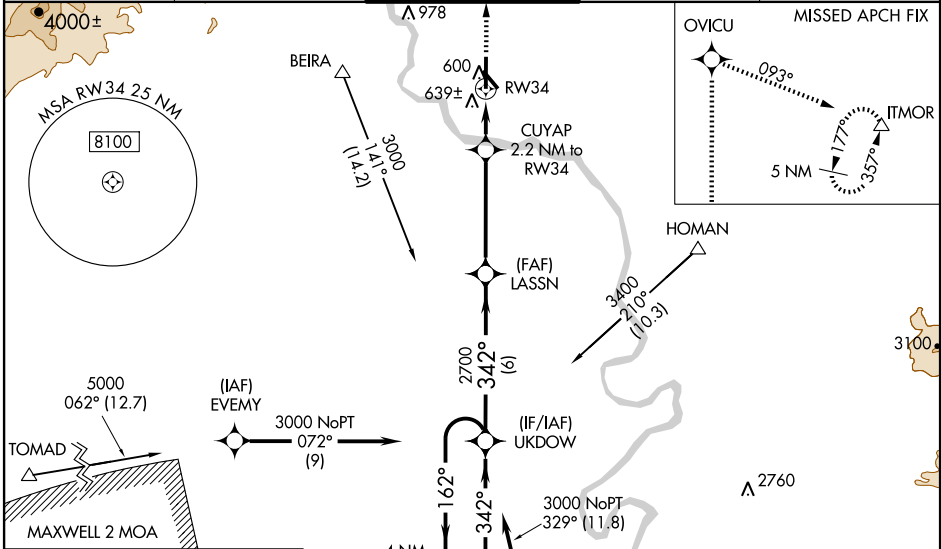 4000±
978
MISSED APCH FIX
OVICU
093°
ITMOR
177°
357°
5 NM
BEIRA
600
639±
RW34
MSA RW34 25 NM
8100
3000
141°
(14.2)
CUYAP
2.2 NM to
RW34
HOMAN
(FAF)
LASSN
3400
210°
(10.3)
3100
2700
342°
(6)
5000
062° (12.7)
(IAF)
EVEMY
3000 NoPT
072°
(9)
(IF/IAF)
UKDOW
TOMAD
2760
162°
342°
3000 NoPT
329° (11.8)
MAXWELL 2 MOA
4 NM